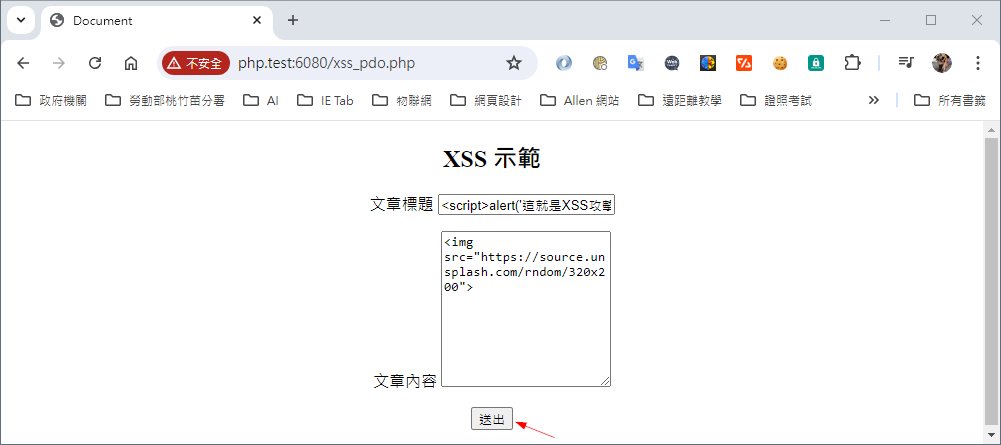 Document
不安全 php.test:6080/xss_pdo.php
政府機關 勞動部桃竹苗分署 AI IE Tab 物聯網 網頁設計 Allen 網站 遠距離教學 證照考試 所有書籤
XSS 示範
文章標題 <script>alert('這就是XSS攻擊
<img
src="https://source.un
splash.com/rndom/320x2
00">
文章內容
送出